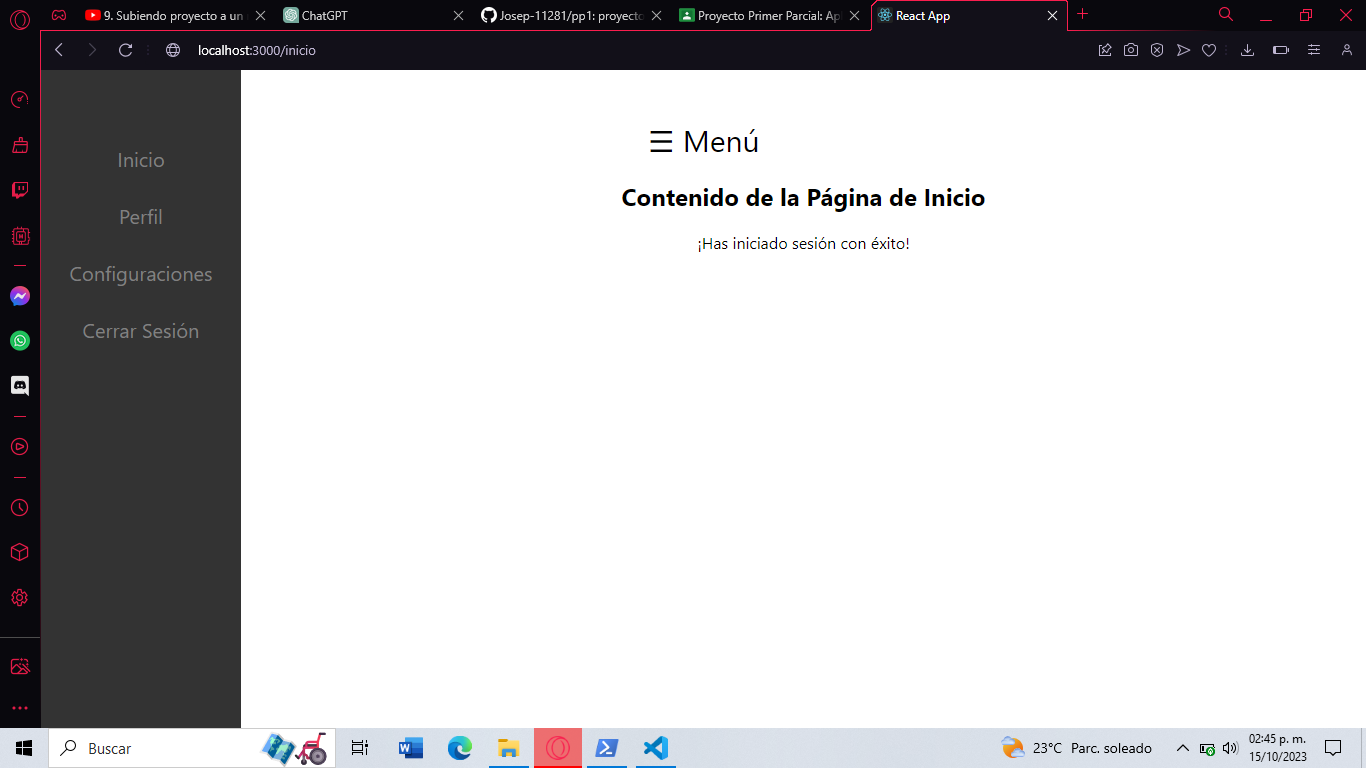 9. Subiendo proyecto a un
ChatGPT
Josep-11281/pp1: proyecto
Proyecto Primer Parcial: Apl
React App
localhost:3000/inicio
Inicio
Perfil
Configuraciones
Cerrar Sesión
☰ Menú
Contenido de la Página de Inicio
¡Has iniciado sesión con éxito!
Buscar
23°C Parc. soleado
02:45 p. m.
15/10/2023